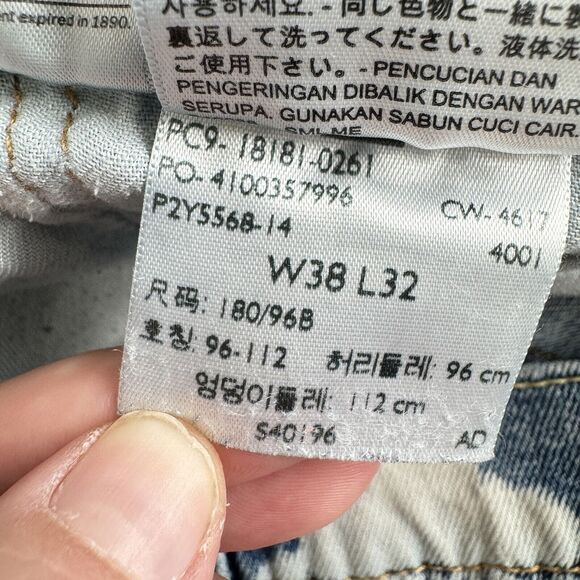 ent expired in 1890.
사용하세요. - 同じ色物と一緒に
裏返して洗ってください。液体洗
ご使用下さい。- PENCUCIAN DAN
PENGERINGAN DIBALIK DENGAN WAR
SERUPA. GUNAKAN SABUN CUCI CAIR
SML ME
PC9- 18181-0261
PO- 4100357996
CW- 4617
P2Y5568-14
4001
W38 L32
尺码: 180/96B
호칭: 96-112 허리둘레: 96 cm
엉덩이둘레: 112 cm
S40196 AD